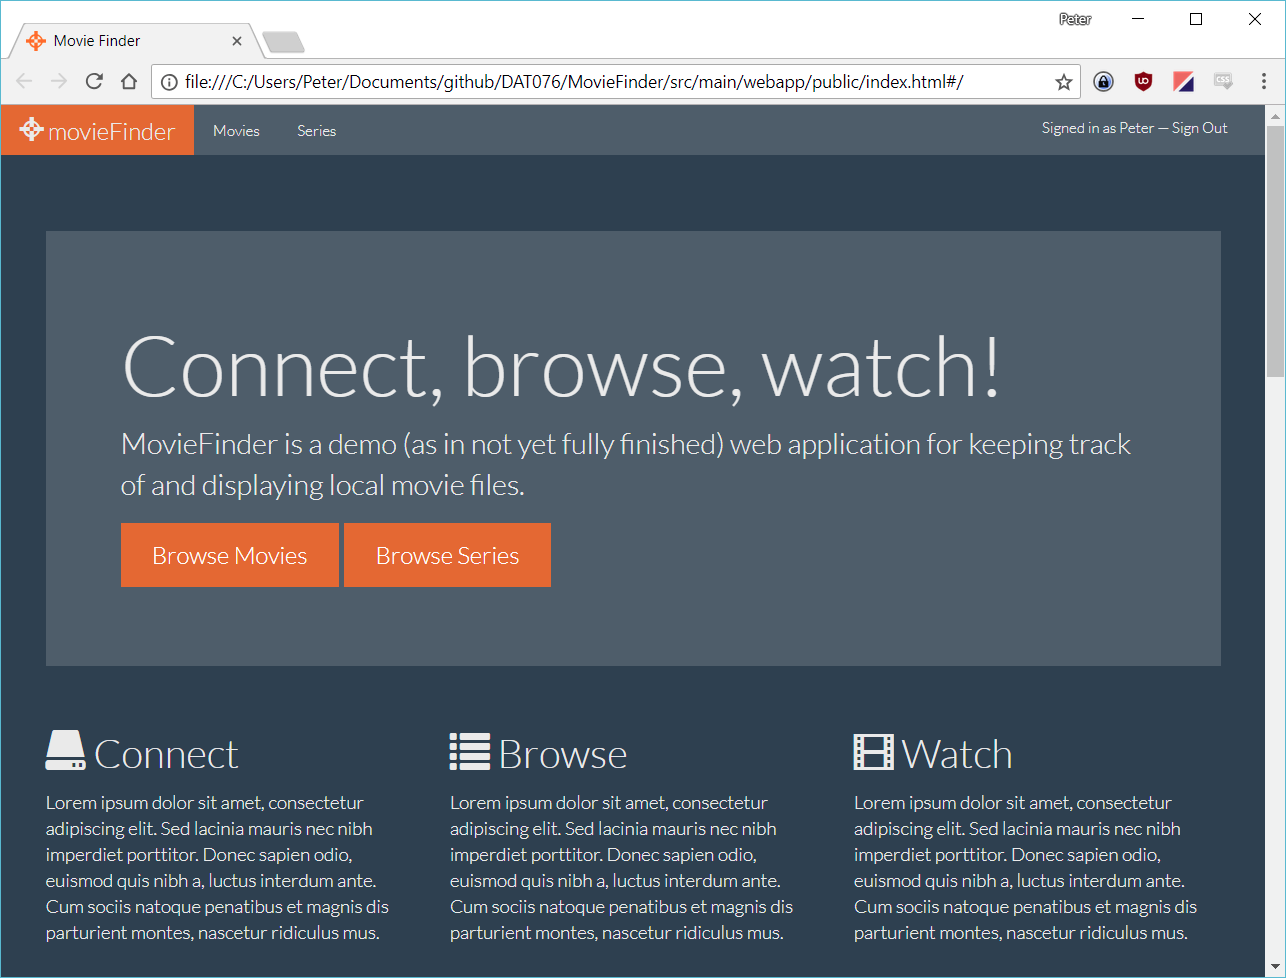 Peter
Movie Finder
file:///C:/Users/Peter/Documents/github/DAT076/MovieFinder/src/main/webapp/public/index.html#/
UD
CSS
movieFinder Movies Series Signed in as Peter — Sign Out
Connect, browse, watch!
MovieFinder is a demo (as in not yet fully finished) web application for keeping track
of and displaying local movie files.
Browse Movies Browse Series
Connect
Lorem ipsum dolor sit amet, consectetur
adipiscing elit. Sed lacinia mauris nec nibh
imperdiet porttitor. Donec sapien odio,
euismod quis nibh a, luctus interdum ante.
Cum sociis natoque penatibus et magnis dis
parturient montes, nascetur ridiculus mus.
Browse
Lorem ipsum dolor sit amet, consectetur
adipiscing elit. Sed lacinia mauris nec nibh
imperdiet porttitor. Donec sapien odio,
euismod quis nibh a, luctus interdum ante.
Cum sociis natoque penatibus et magnis dis
parturient montes, nascetur ridiculus mus.
Watch
Lorem ipsum dolor sit amet, consectetur
adipiscing elit. Sed lacinia mauris nec nibh
imperdiet porttitor. Donec sapien odio,
euismod quis nibh a, luctus interdum ante.
Cum sociis natoque penatibus et magnis dis
parturient montes, nascetur ridiculus mus.